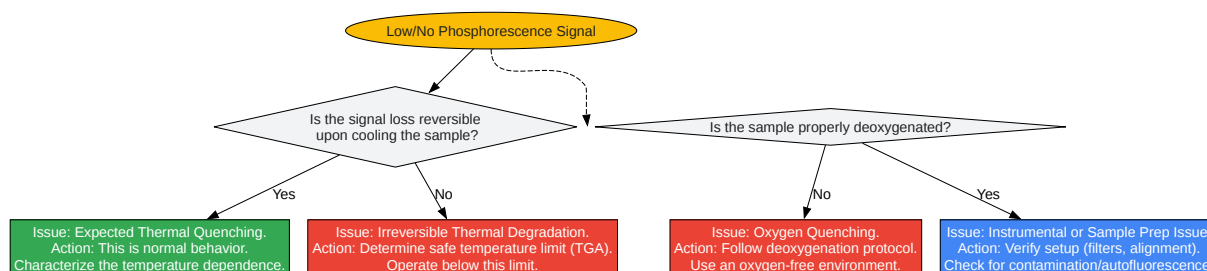 Low/No Phosphorescence Signal
Is the signal loss reversible
upon cooling the sample?
Is the sample properly deoxygenated?
Yes
No
No
Yes
Issue: Expected Thermal Quenching.
Action: This is normal behavior.
Characterize the temperature dependence.
Issue: Irreversible Thermal Degradation.
Action: Determine safe temperature limit (TGA).
Operate below this limit.
Issue: Oxygen Quenching.
Action: Follow deoxygenation protocol.
Use an oxygen-free environment.
Issue: Instrumental or Sample Prep Issue
Action: Verify setup (filters, alignment).
Check for contamination/autofluorescence